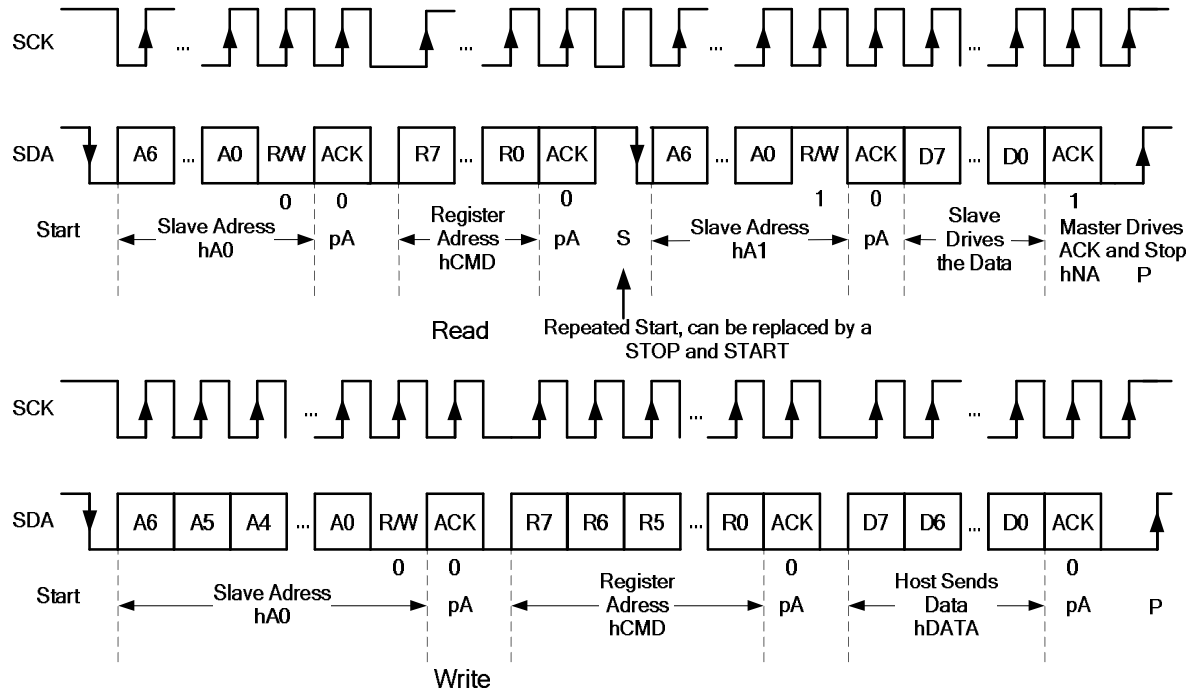 SCK ... ... ... ...
SDA A6 ... A0 R/W ACK R7 ... R0 ACK A6 ... A0 R/W ACK D7 ... D0 ACK
0 0 0 1 0 1
Start Slave Adress
hA0
pA
Register
Adress
hCMD
pA
S
Slave Adress
hA1
pA
Slave
Drives
the Data
Master Drives
ACK and Stop
hNA P
Read
Repeated Start, can be replaced by a
STOP and START
SCK ... ... ...
SDA A6 A5 A4 ... A0 R/W ACK R7 R6 R5 ... R0 ACK D7 D6 ... D0 ACK
0 0 0 0
Start Slave Adress
hA0
pA
Register
Adress
hCMD
pA
Host Sends
Data
hDATA
pA
P
Write